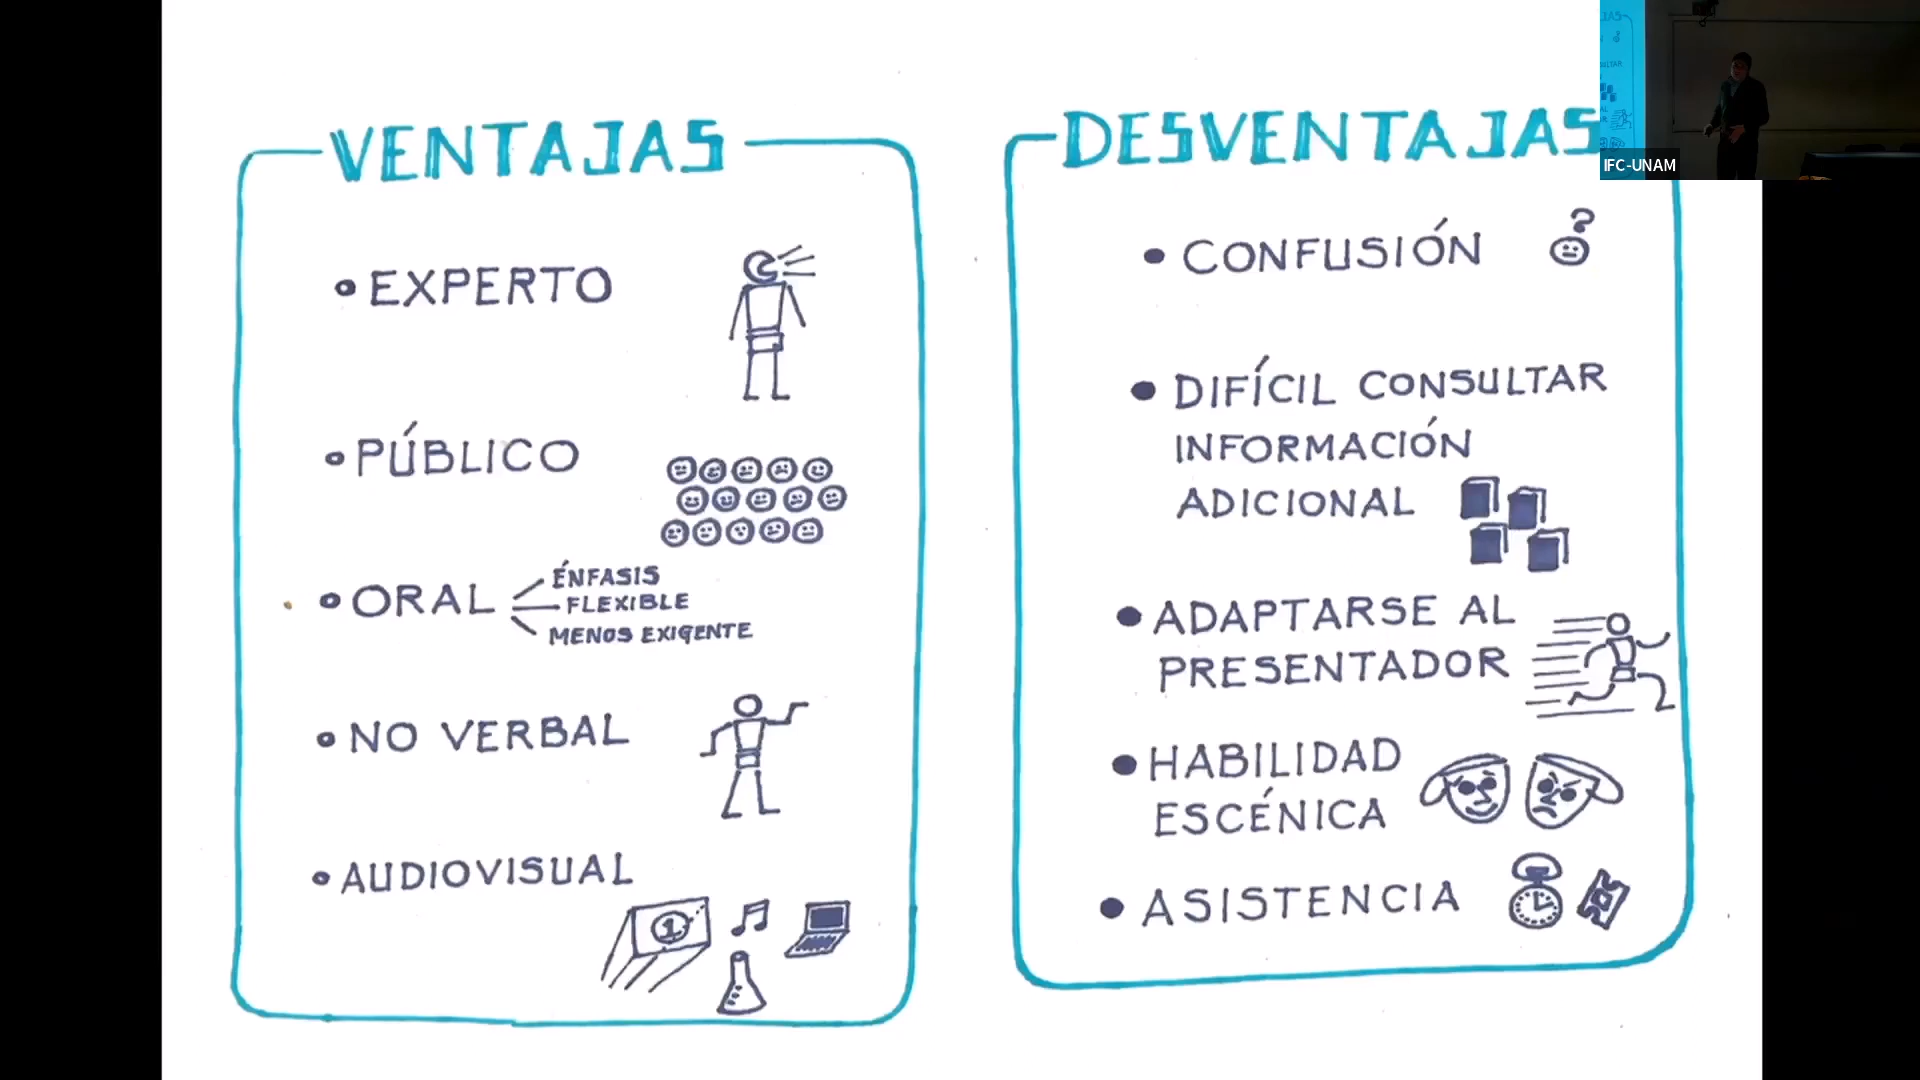 VENTAJAS
• EXPERTO
• PÚBLICO
• ORAL
ÉNFASIS
FLEXIBLE
MENOS EXIGENTE
• NO VERBAL
• AUDIOVISUAL
1
DESVENTAJAS
• CONFUSIÓN
?
• DIFÍCIL CONSULTAR
INFORMACIÓN
ADICIONAL
• ADAPTARSE AL
PRESENTADOR
• HABILIDAD
ESCÉNICA
• ASISTENCIA
IFC-UNAM